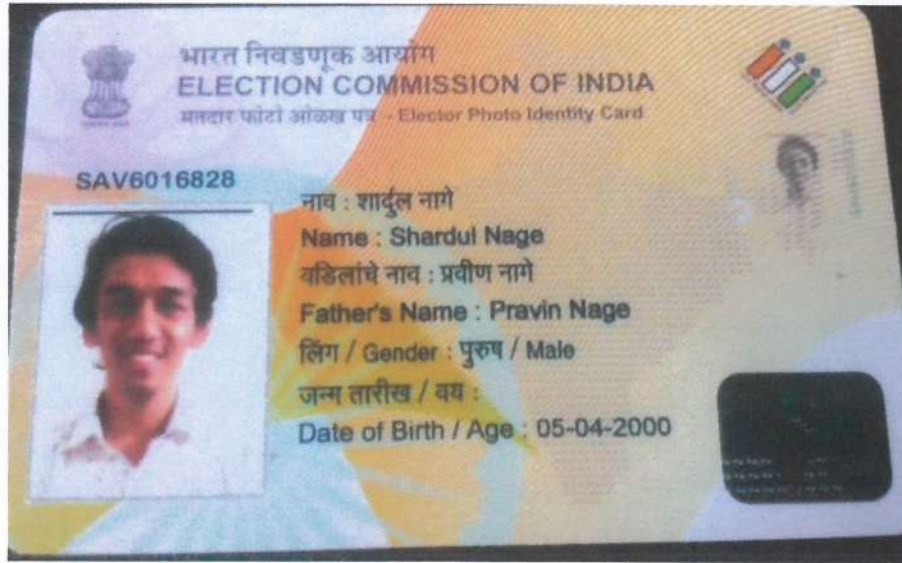 भारत निवडणूक आयोग
ELECTION COMMISSION OF INDIA
मतदार फोटो ओळख पत्र - Elector Photo Identity Card
SAV6016828
नाव : शार्दुल नागे
Name : Shardul Nage
वडिलांचे नाव : प्रवीण नागे
Father's Name : Pravin Nage
लिंग / Gender : पुरुष / Male
जन्म तारीख / वय :
Date of Birth / Age : 05-04-2000